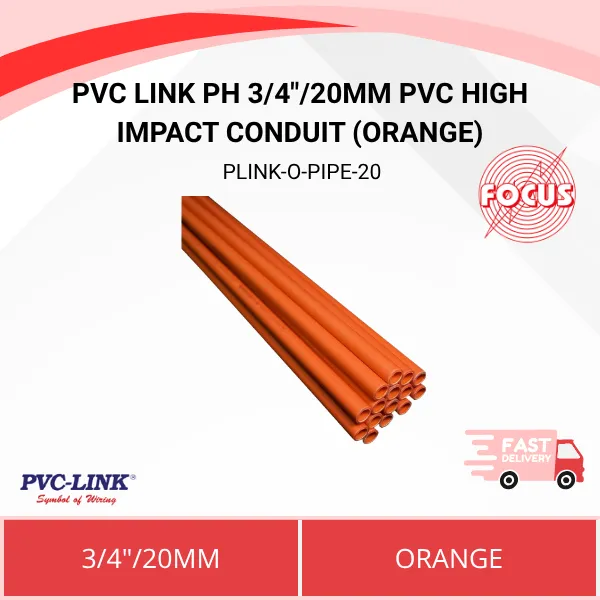 PVC LINK PH 3/4"/20MM PVC HIGH
IMPACT CONDUIT (ORANGE)
PLINK-O-PIPE-20
FOCUS
FAST
DELIVERY
PVC-LINK®
Symbol of Wiring
3/4"/20MM
ORANGE